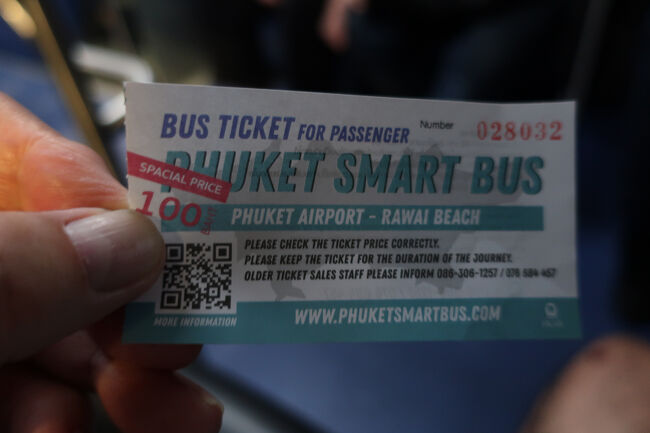 BUS TICKET FOR PASSENGER Number 028032
PHUKET SMART BUS
SPACIAL PRICE
100 BAHT
PHUKET AIRPORT - RAWAI BEACH
PLEASE CHECK THE TICKET PRICE CORRECTLY.
PLEASE KEEP THE TICKET FOR THE DURATION OF THE JOURNEY.
OLDER TICKET SALES STAFF PLEASE INFORM 086-306-1257 / 076 584 457
MORE INFORMATION
WWW.PHUKETSMARTBUS.COM